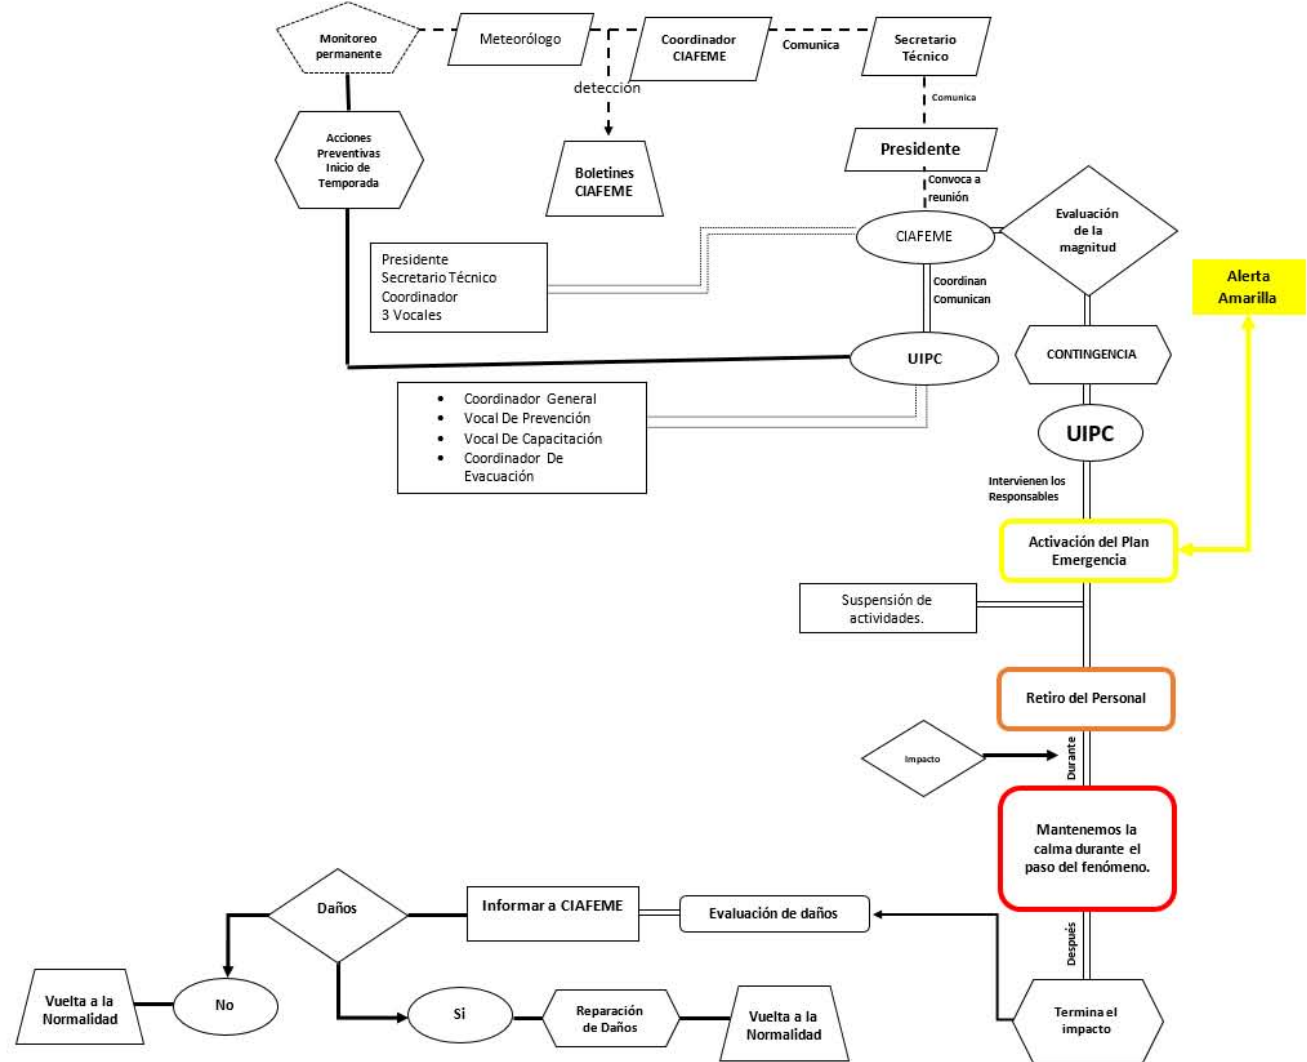 Monitoreo
permanente
Meteorólogo
Coordinador
CIAFEME
Comunica
Secretario
Técnico
detección
Comunica
Acciones
Preventivas
Inicio de
Temporada
Boletines
CIAFEME
Presidente
Convoca a
reunión
CIAFEME
Evaluación
de la
magnitud
Presidente
Secretario Técnico
Coordinador
3 Vocales
Coordinan
Comunican
Alerta
Amarilla
UIPC
CONTINGENCIA
• Coordinador General
• Vocal De Prevención
• Vocal De Capacitación
• Coordinador De
Evacuación
UIPC
Intervienen los
Responsables
Activación del Plan
Emergencia
Suspensión de
actividades.
Retiro del Personal
Impacto
Durante
Mantenemos la
calma durante el
paso del fenómeno.
Daños
Informar a CIAFEME
Evaluación de daños
Después
Vuelta a la
Normalidad
No
Si
Reparación
de Daños
Vuelta a la
Normalidad
Termina el
impacto